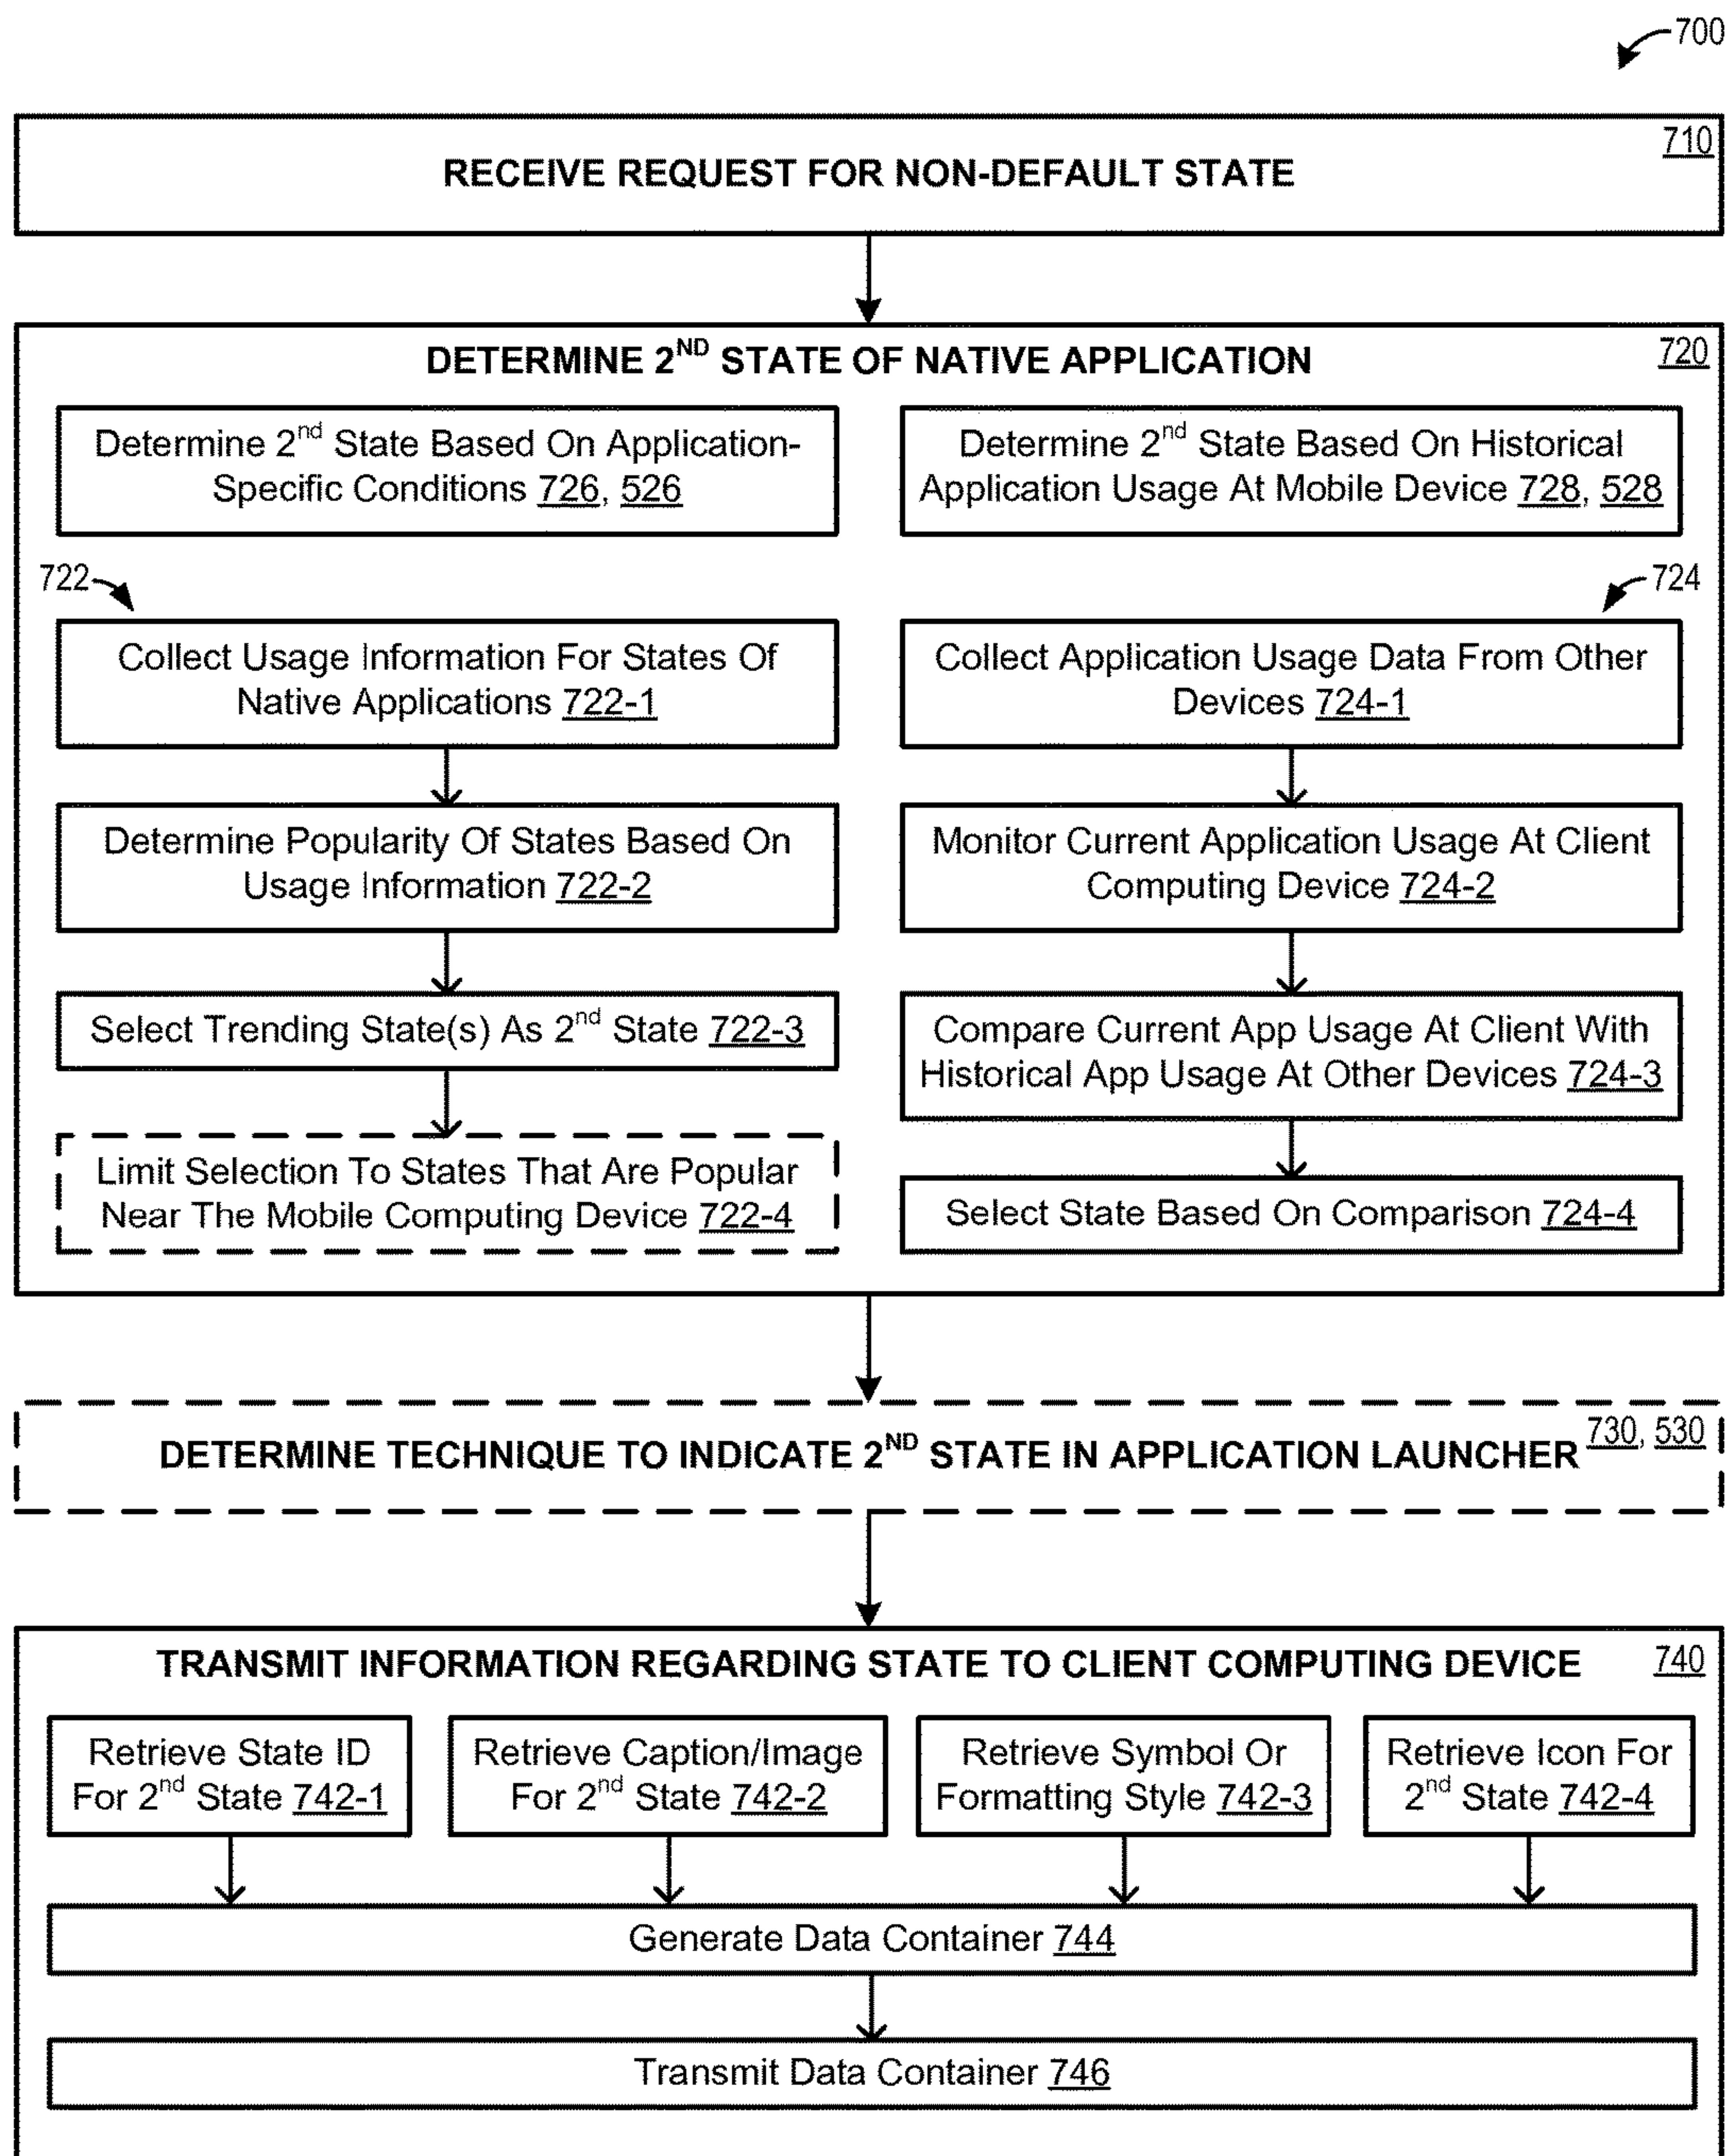 700
710
RECEIVE REQUEST FOR NON-DEFAULT STATE
DETERMINE 2ND STATE OF NATIVE APPLICATION
720
Determine 2nd State Based On Application-
Specific Conditions 726, 526
Determine 2nd State Based On Historical
Application Usage At Mobile Device 728, 528
722
724
Collect Usage Information For States Of
Native Applications 722-1
Collect Application Usage Data From Other
Devices 724-1
Determine Popularity Of States Based On
Usage Information 722-2
Monitor Current Application Usage At Client
Computing Device 724-2
Select Trending State(s) As 2nd State 722-3
Compare Current App Usage At Client With
Historical App Usage At Other Devices 724-3
Limit Selection To States That Are Popular
Near The Mobile Computing Device 722-4
Select State Based On Comparison 724-4
730, 530
DETERMINE TECHNIQUE TO INDICATE 2ND STATE IN APPLICATION LAUNCHER
TRANSMIT INFORMATION REGARDING STATE TO CLIENT COMPUTING DEVICE
740
Retrieve State ID
For 2nd State 742-1
Retrieve Caption/Image
For 2nd State 742-2
Retrieve Symbol Or
Formatting Style 742-3
Retrieve Icon For
2nd State 742-4
Generate Data Container 744
Transmit Data Container 746